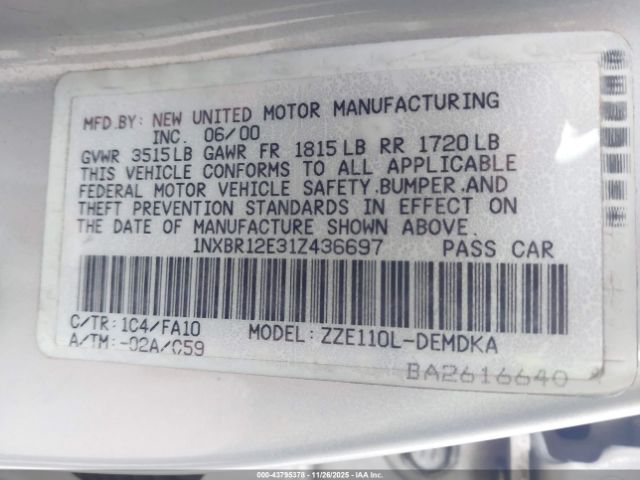 MFD.BY: NEW UNITED MOTOR MANUFACTURING
INC. 06/00
GVWR 3515LB GAWR FR 1815LB RR 1720LB
THIS VEHICLE CONFORMS TO ALL APPLICABLE
FEDERAL MOTOR VEHICLE SAFETY,BUMPER,AND
THEFT PREVENTION STANDARDS IN EFFECT ON
THE DATE OF MANUFACTURE SHOWN ABOVE.
1NXBR12E31Z436697 PASS CAR
C/TR:1C4/FA10 MODEL:ZZE110L-DEMDKA
A/TM:-02A/C59
BA2616640
000-43795378 | 11/26/2025 | IAAI.COM